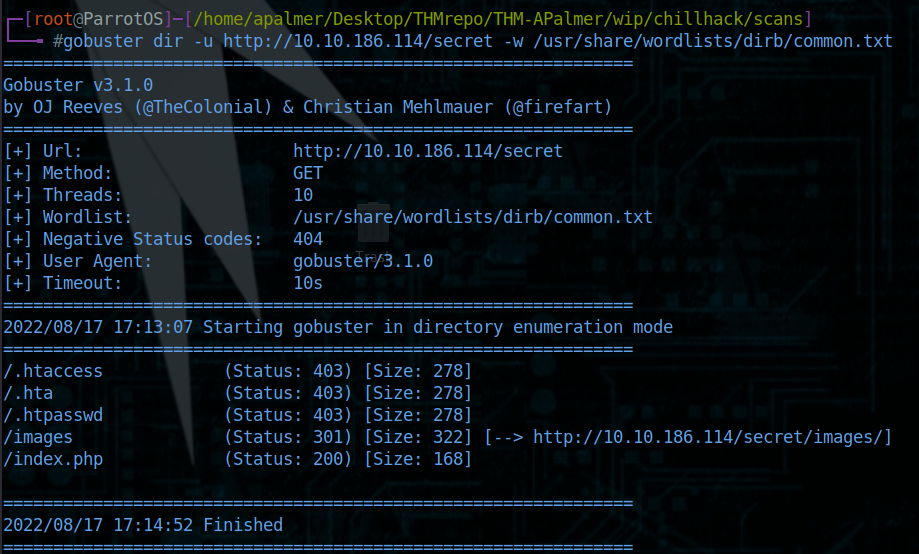 [root@ParrotOS]-[/home/apalmer/Desktop/THMrepo/THM-APalmer/wip/chillhack/scans]
#gobuster dir -u http://10.10.186.114/secret -w /usr/share/wordlists/dirb/common.txt
===============================================================
Gobuster v3.1.0
by OJ Reeves (@TheColonial) & Christian Mehlmauer (@firefart)
===============================================================
[+] Url:                     http://10.10.186.114/secret
[+] Method:                  GET
[+] Threads:                 10
[+] Wordlist:                /usr/share/wordlists/dirb/common.txt
[+] Negative Status codes:   404
[+] User Agent:              gobuster/3.1.0
[+] Timeout:                 10s
===============================================================
2022/08/17 17:13:07 Starting gobuster in directory enumeration mode
===============================================================
/.htaccess            (Status: 403) [Size: 278]
/.hta                 (Status: 403) [Size: 278]
/.htpasswd            (Status: 403) [Size: 278]
/images               (Status: 301) [Size: 322] [--> http://10.10.186.114/secret/images/]
/index.php            (Status: 200) [Size: 168]

===============================================================
2022/08/17 17:14:52 Finished
===============================================================
Trash